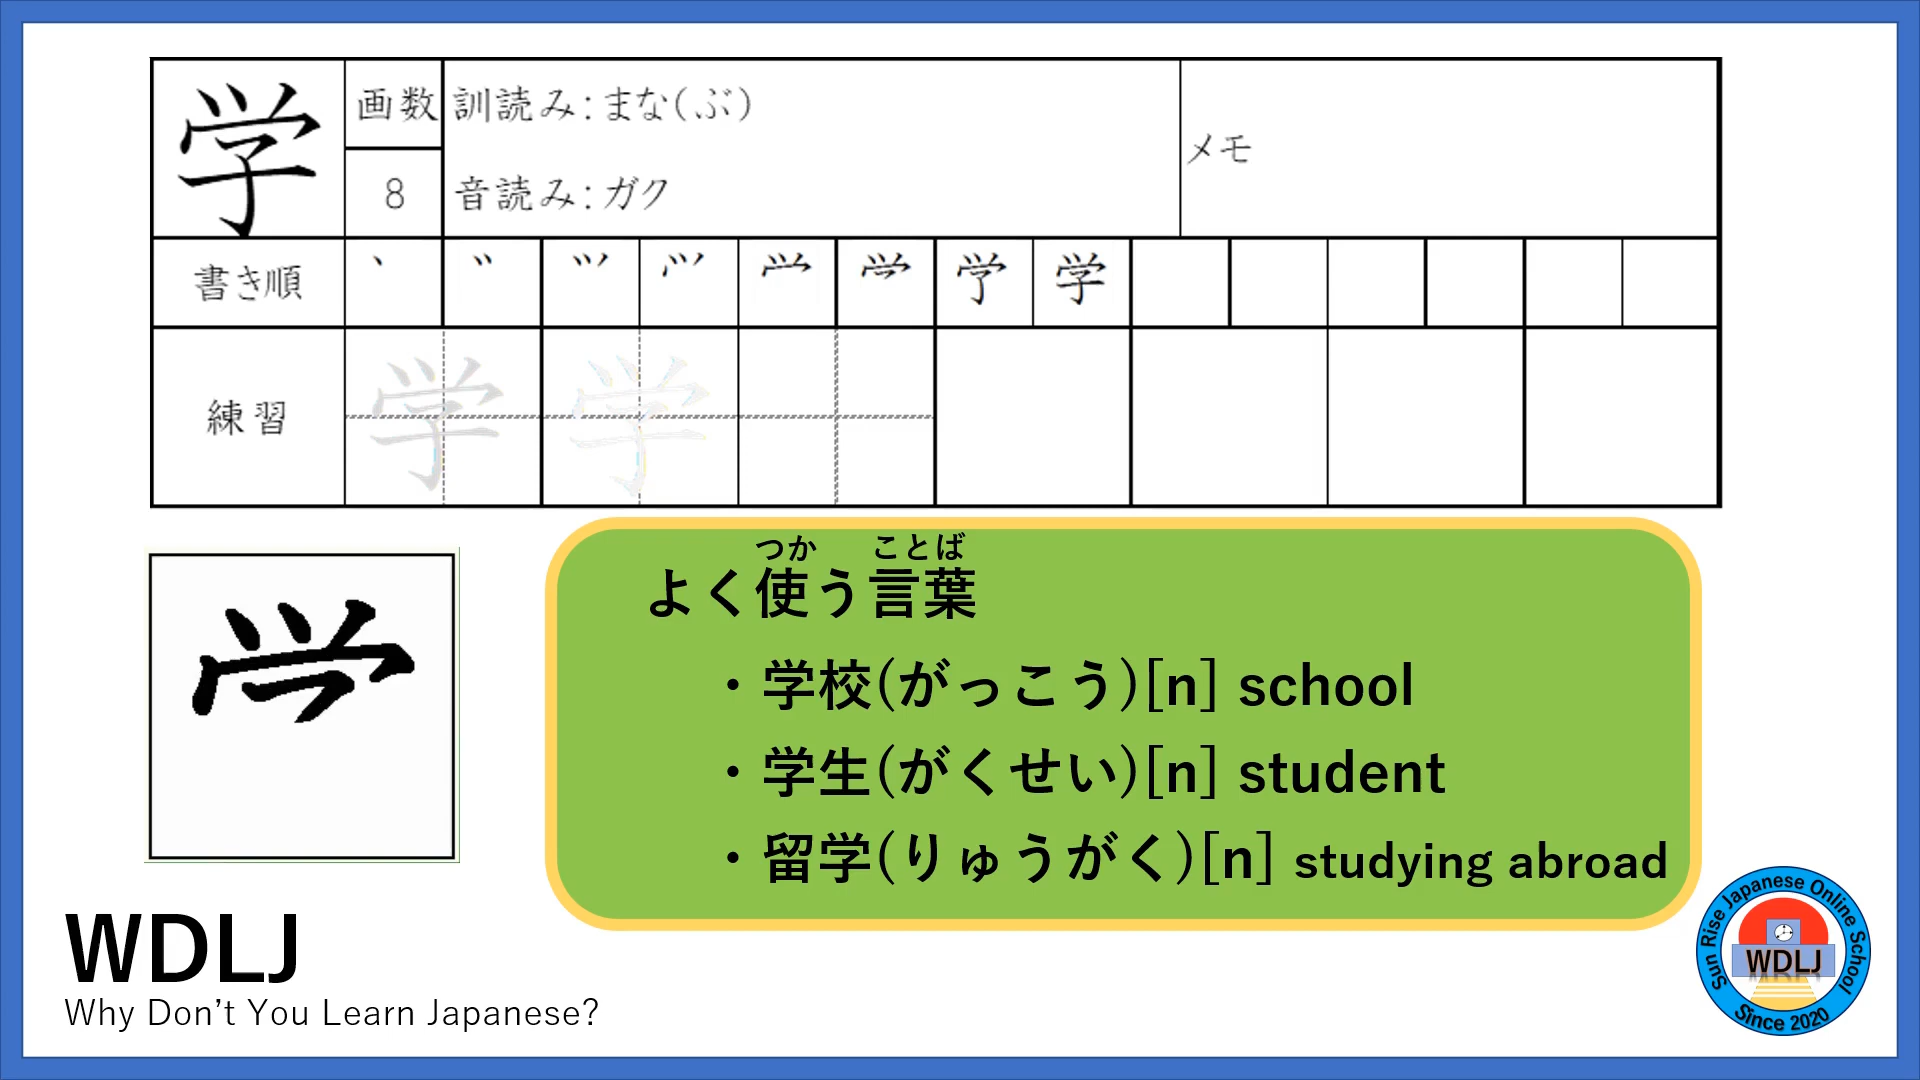 学
画数
8
訓読み:まな(ぶ)
音読み:ガク
メモ
書き順
学
練習
学 学
つか ことば
よく使う言葉
・学校(がっこう)[n] school
・学生(がくせい)[n] student
・留学(りゅうがく)[n] studying abroad
WDLJ
Why Don't You Learn Japanese?
Sun Rise Japanese Online School
WDLJ
Since 2020